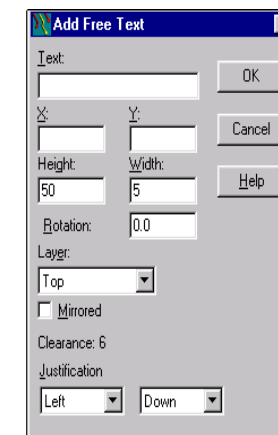 Add Free Text
Text:
OK
X: Y:
Cancel
Height: Width:
50 5
Help
Rotation: 0.0
Layer:
Top
Mirrored
Clearance: 6
Justification
Left Down